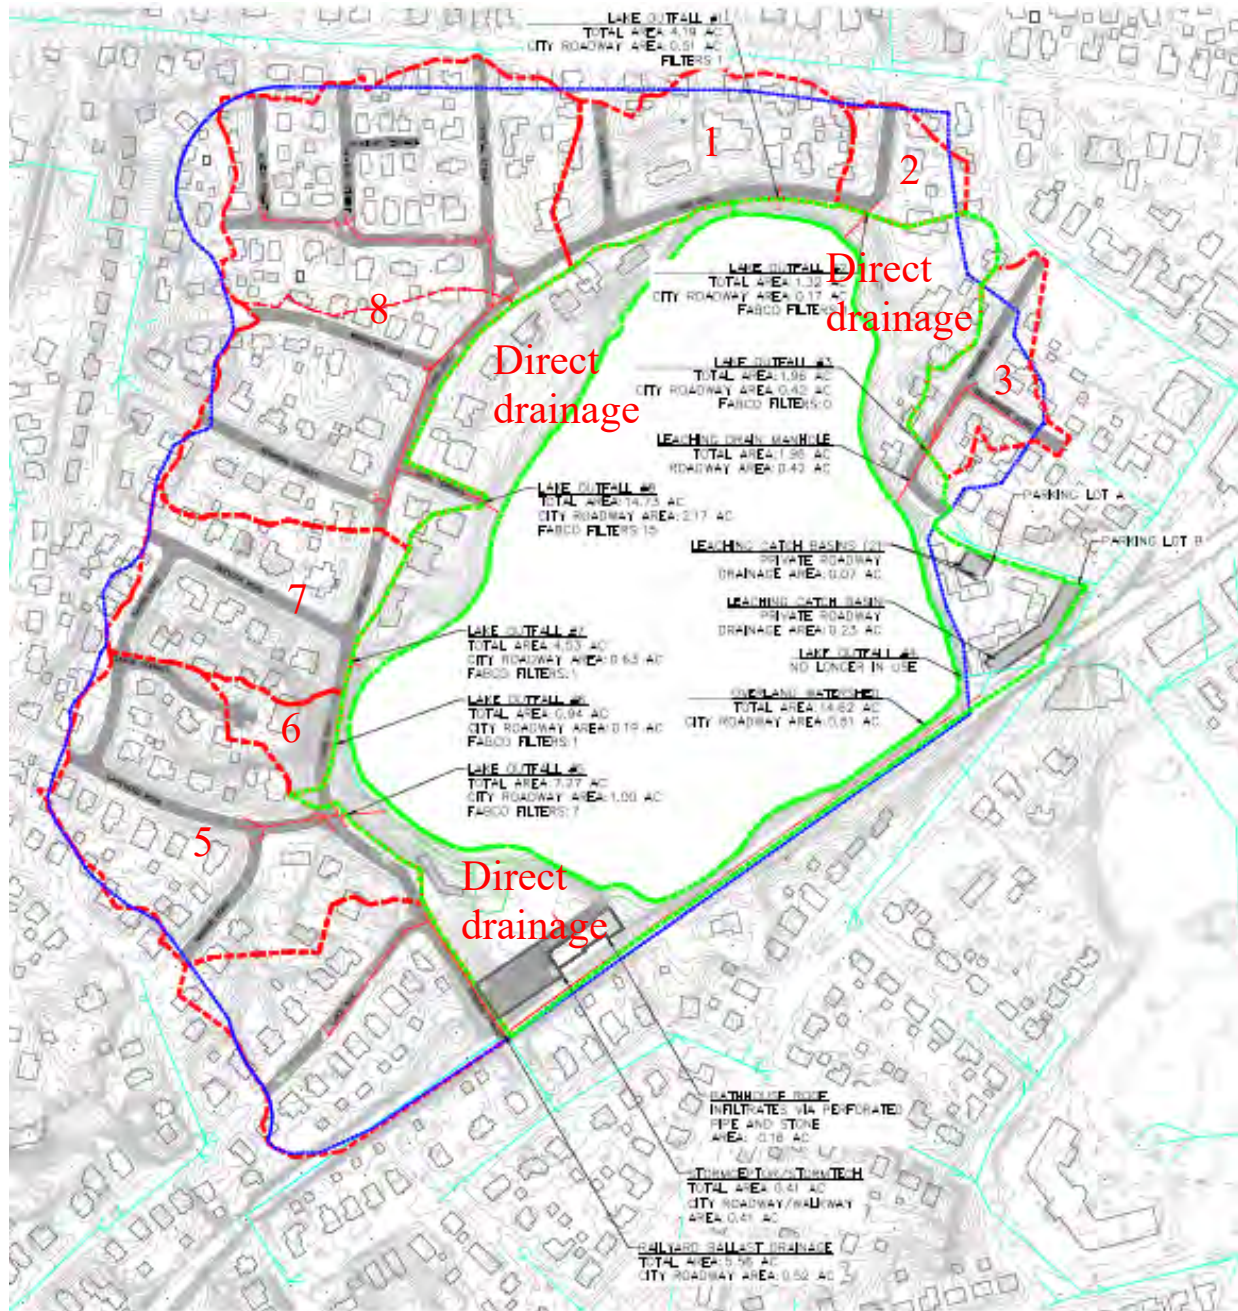 LAKE OUTFALL #1
TOTAL AREA: 4.19 AC
CITY ROADWAY AREA: 0.51 AC
FILTERS: 1
1
2
Direct
drainage
LAKE OUTFALL #2
TOTAL AREA: 1.32 AC
CITY ROADWAY AREA: 0.17 AC
FABCO FILTERS:
8
Direct
drainage
LAKE OUTFALL #3
TOTAL AREA: 1.96 AC
CITY ROADWAY AREA: 0.42 AC
FABCO FILTERS: 0
3
LEACHING DRAIN MANHOLE
TOTAL AREA: 1.96 AC
ROADWAY AREA: 0.42 AC
LAKE OUTFALL #8
TOTAL AREA: 14.73 AC
CITY ROADWAY AREA: 2.17 AC
FABCO FILTERS: 15
PARKING LOT A
PARKING LOT B
LEACHING CATCH BASINS (2)
PRIVATE ROADWAY
DRAINAGE AREA: 0.07 AC
7
LEACHING CATCH BASIN
PRIVATE ROADWAY
DRAINAGE AREA: 0.23 AC
LAKE OUTFALL #7
TOTAL AREA: 4.53 AC
CITY ROADWAY AREA: 0.63 AC
FABCO FILTERS: 1
LAKE OUTFALL #4
NO LONGER IN USE
6
LAKE OUTFALL #6
TOTAL AREA: 0.94 AC
CITY ROADWAY AREA: 0.19 AC
FABCO FILTERS: 1
OVERLAND WATERSHED
TOTAL AREA: 14.62 AC
CITY ROADWAY AREA: 0.81 AC
LAKE OUTFALL #5
TOTAL AREA: 7.27 AC
CITY ROADWAY AREA: 1.00 AC
FABCO FILTERS: 7
5
Direct
drainage
BATHHOUSE ROOF
INFILTRATES VIA PERFORATED
PIPE AND STONE
AREA: 0.16 AC
STORMCEPTOR/STORMTECH
TOTAL AREA: 0.41 AC
CITY ROADWAY/WALKWAY
AREA: 0.41 AC
RAILYARD BALLAST DRAINAGE
TOTAL AREA: 5.56 AC
CITY ROADWAY AREA: 0.52 AC